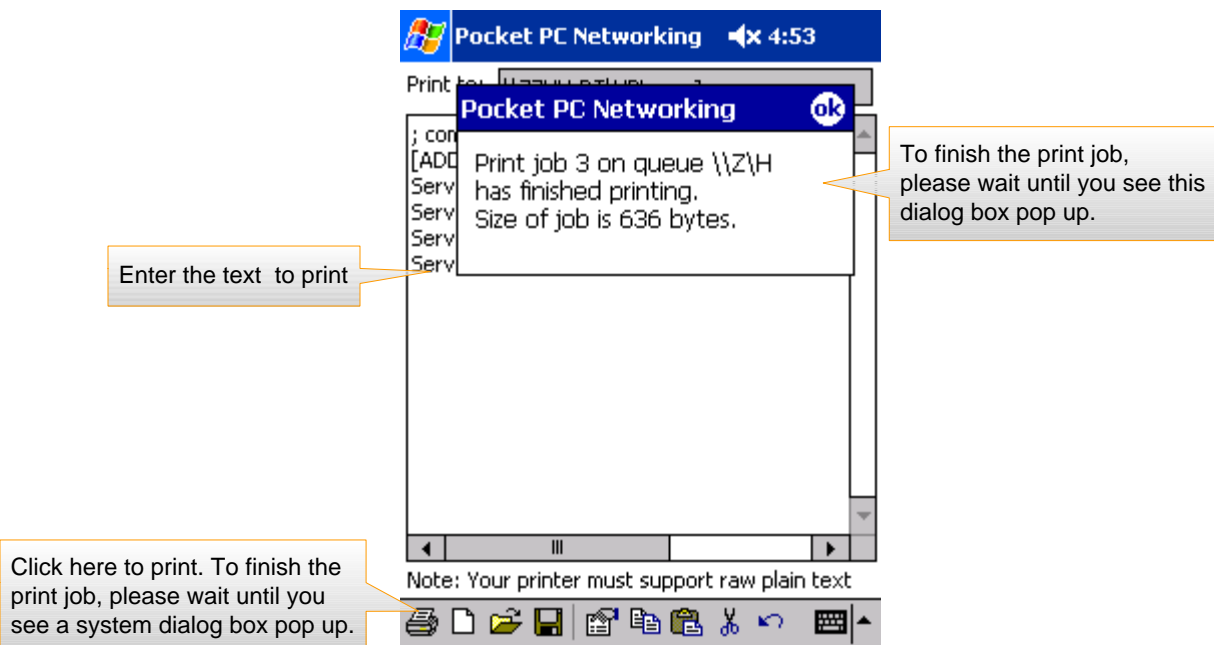 Pocket PC Networking 4:53
Print to:
Pocket PC Networking ok
Print job 3 on queue \\Z\H
has finished printing.
Size of job is 636 bytes.
; con
[ADD
Serv
Serv
Serv
Serv
To finish the print job,
please wait until you see this
dialog box pop up.
Enter the text to print
Click here to print. To finish the
print job, please wait until you
see a system dialog box pop up.
Note: Your printer must support raw plain text